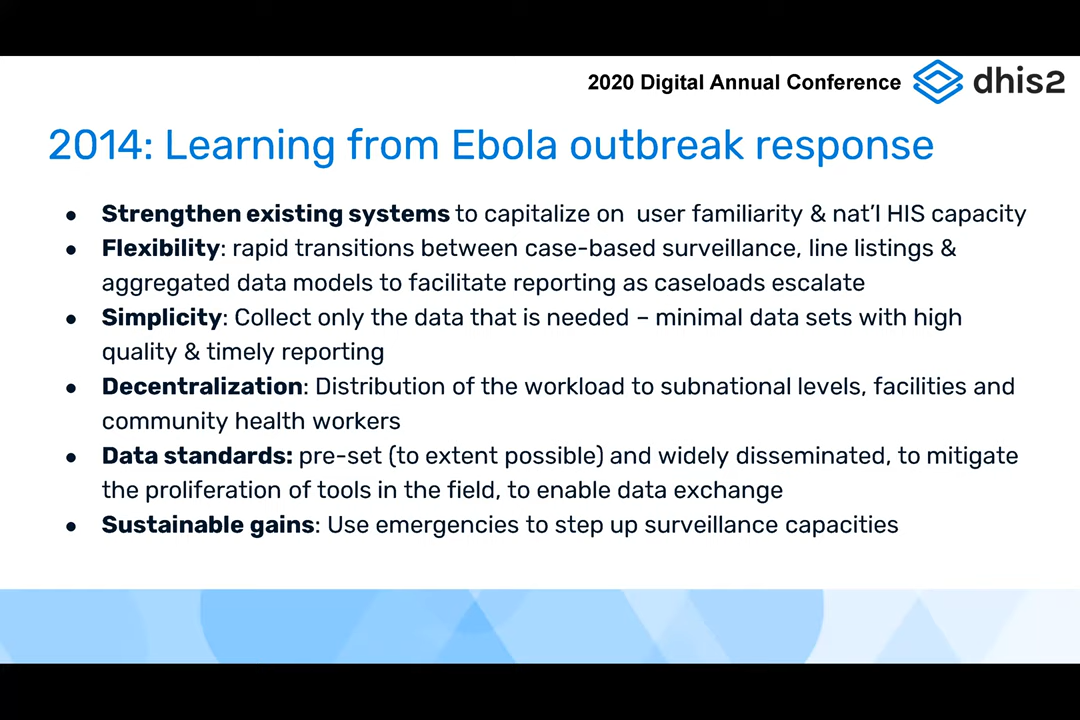 2020 Digital Annual Conference dhis2
2014: Learning from Ebola outbreak response
● Strengthen existing systems to capitalize on user familiarity & nat'l HIS capacity
● Flexibility: rapid transitions between case-based surveillance, line listings &
aggregated data models to facilitate reporting as caseloads escalate
● Simplicity: Collect only the data that is needed – minimal data sets with high
quality & timely reporting
● Decentralization: Distribution of the workload to subnational levels, facilities and
community health workers
● Data standards: pre-set (to extent possible) and widely disseminated, to mitigate
the proliferation of tools in the field, to enable data exchange
● Sustainable gains: Use emergencies to step up surveillance capacities